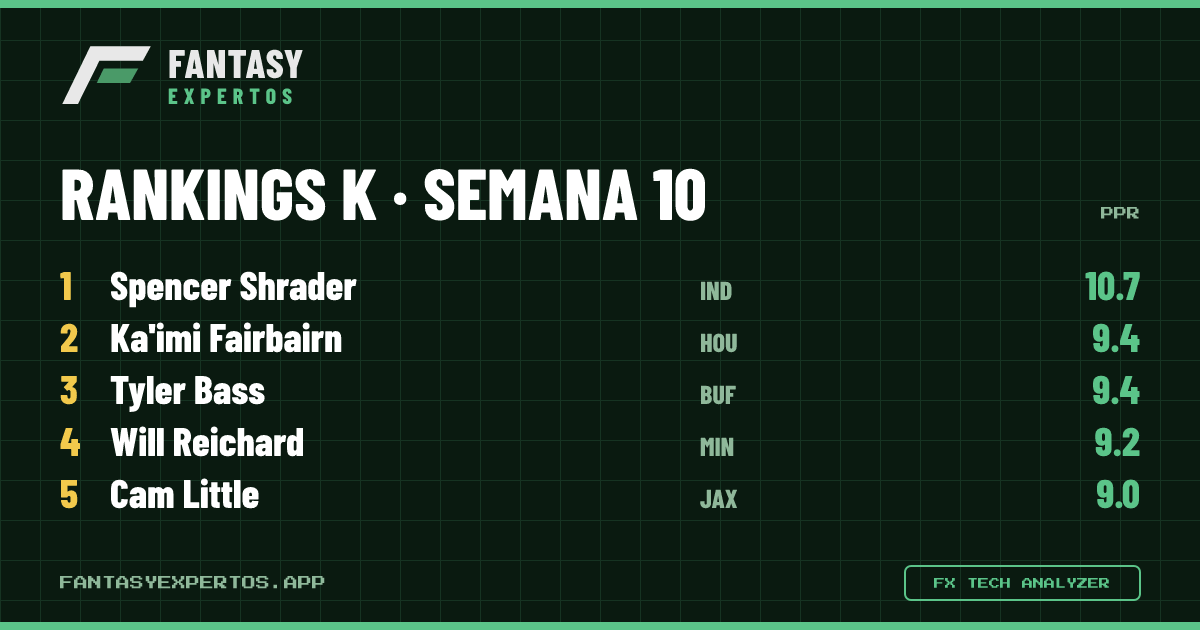 FANTASY
EXPERTOS
RANKINGS K · SEMANA 10
PPR
1 Spencer Shrader IND 10.7
2 Ka'imi Fairbairn HOU 9.4
3 Tyler Bass BUF 9.4
4 Will Reichard MIN 9.2
5 Cam Little JAX 9.0
FANTASYEXPERTOS.APP
FX TECH ANALYZER